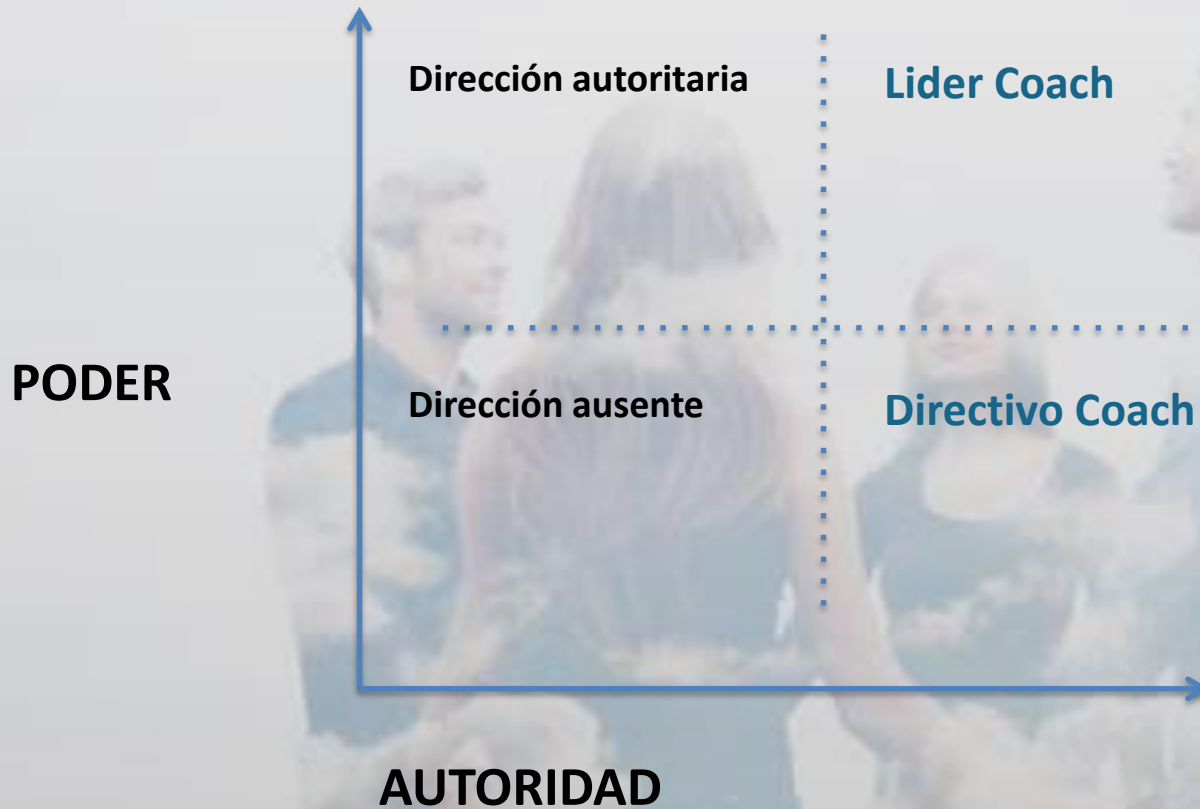 Dirección autoritaria
Lider Coach
PODER
Dirección ausente
Directivo Coach
AUTORIDAD